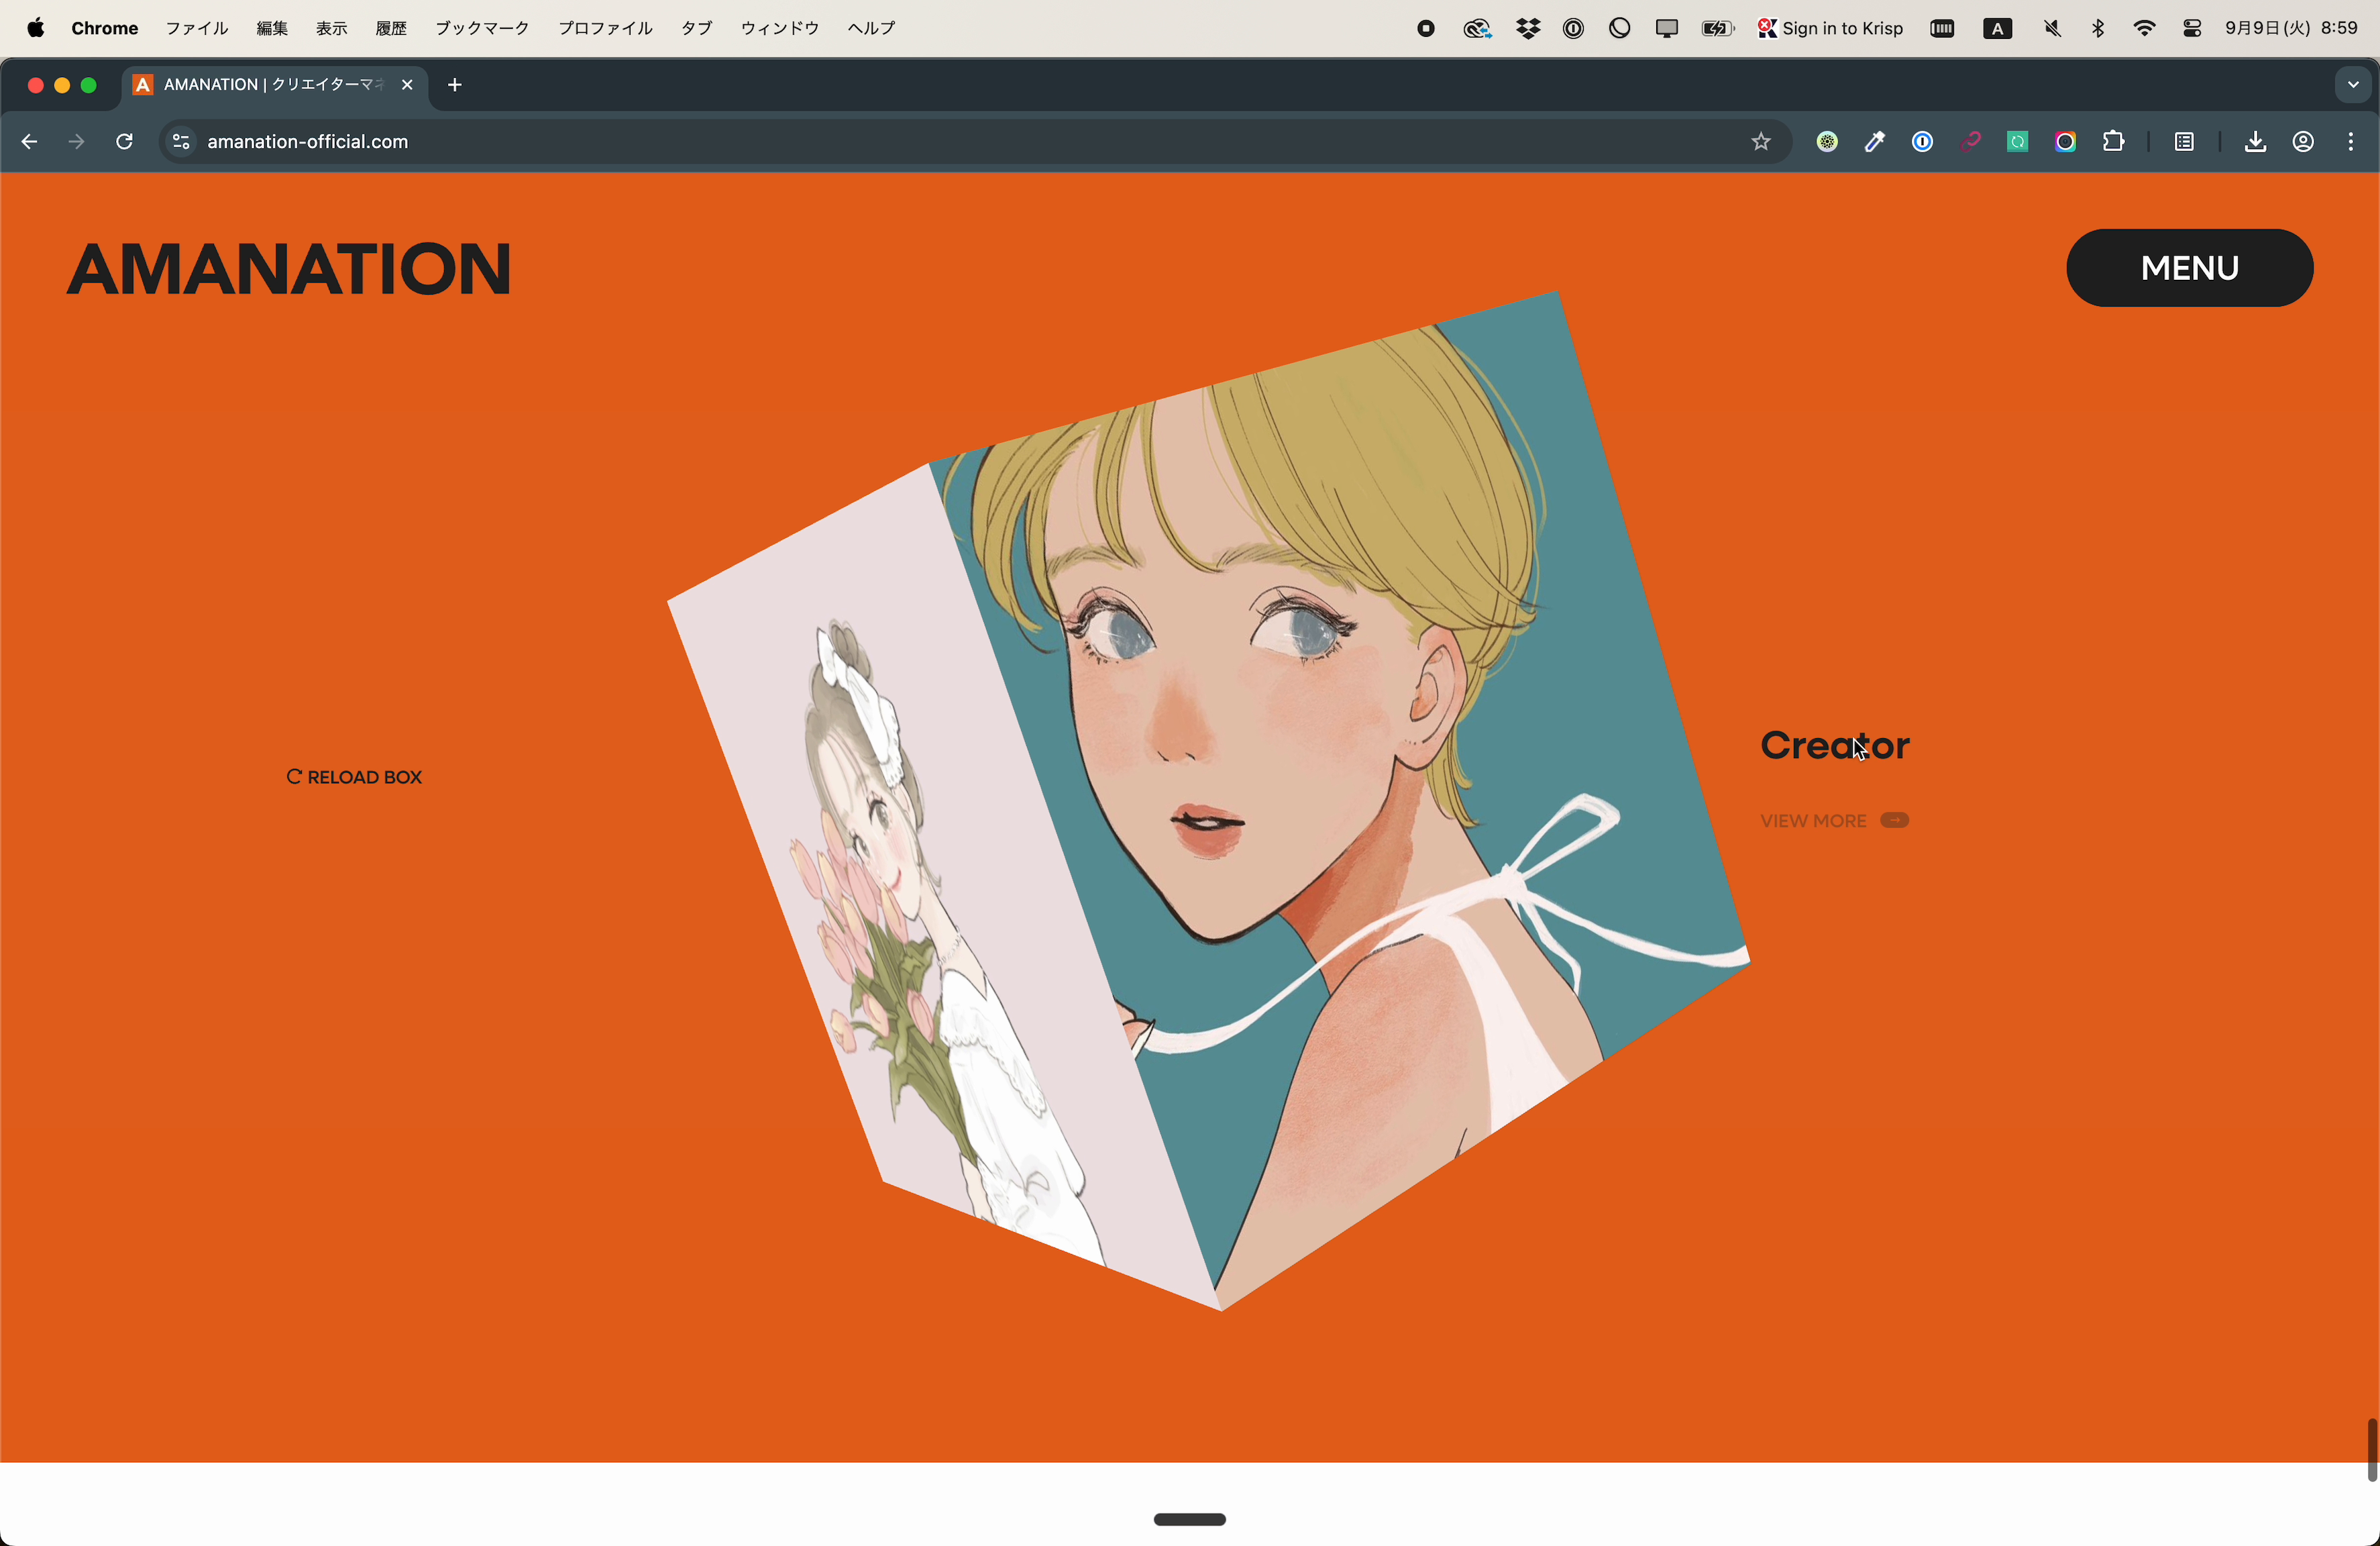 Chrome ファイル 編集 表示 履歴 ブックマーク プロファイル タブ ウィンドウ ヘルプ Sign in to Krisp A 9月9日(火) 8:59
A AMANATION | クリエイターマネ
amanation-official.com
AMANATION
MENU
Creator
RELOAD BOX
VIEW MORE